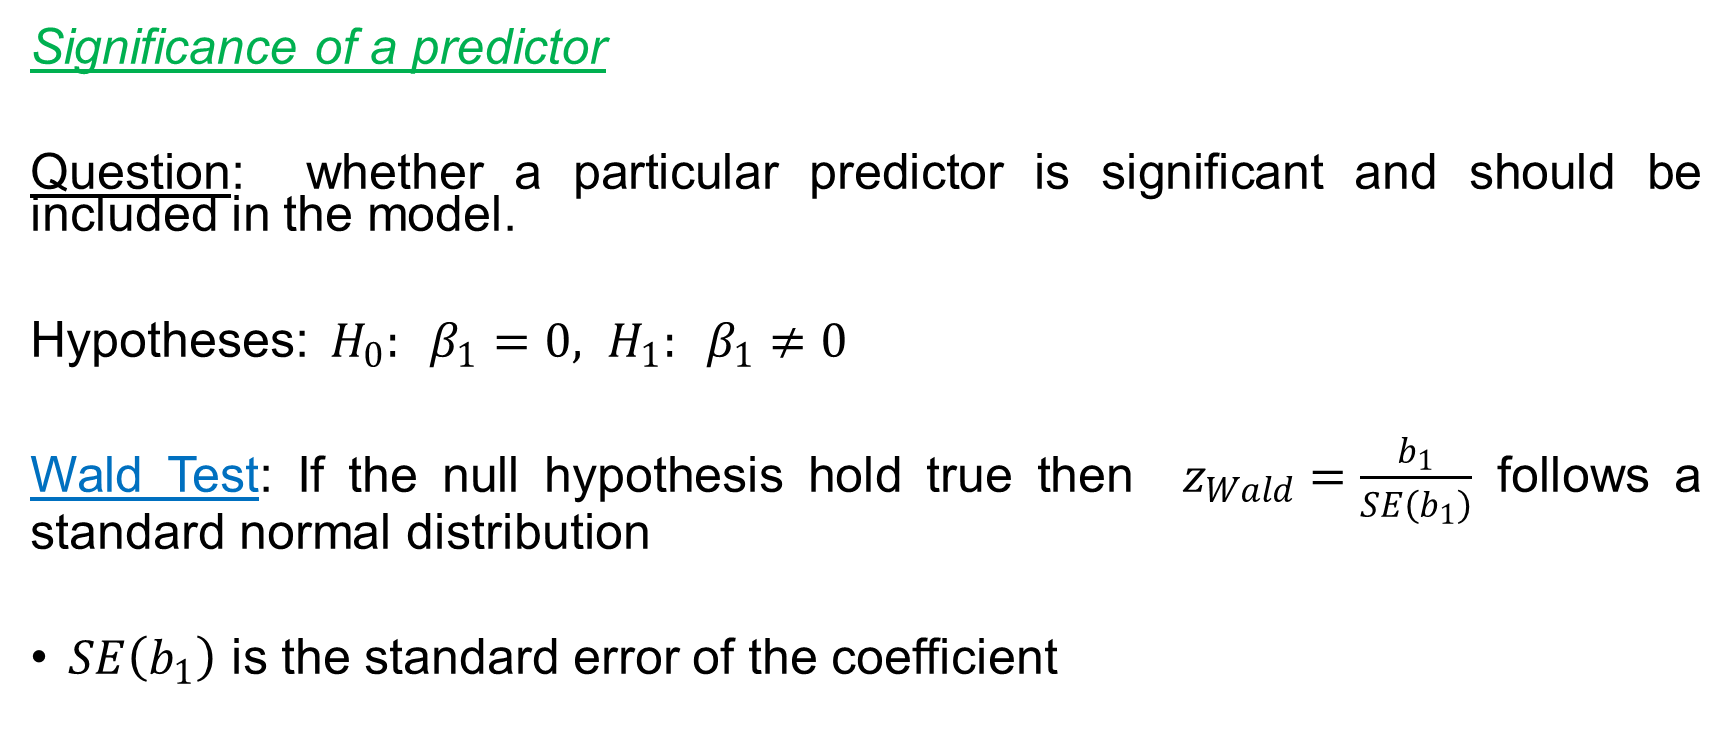 Significance of a predictor
Question: whether a particular predictor is significant and should be
included in the model.
Hypotheses: H₀: β₁ = 0, H₁: β₁ ≠ 0
Wald Test: If the null hypothesis hold true then z_Wald = b₁/SE(b₁) follows a
standard normal distribution
• SE(b₁) is the standard error of the coefficient